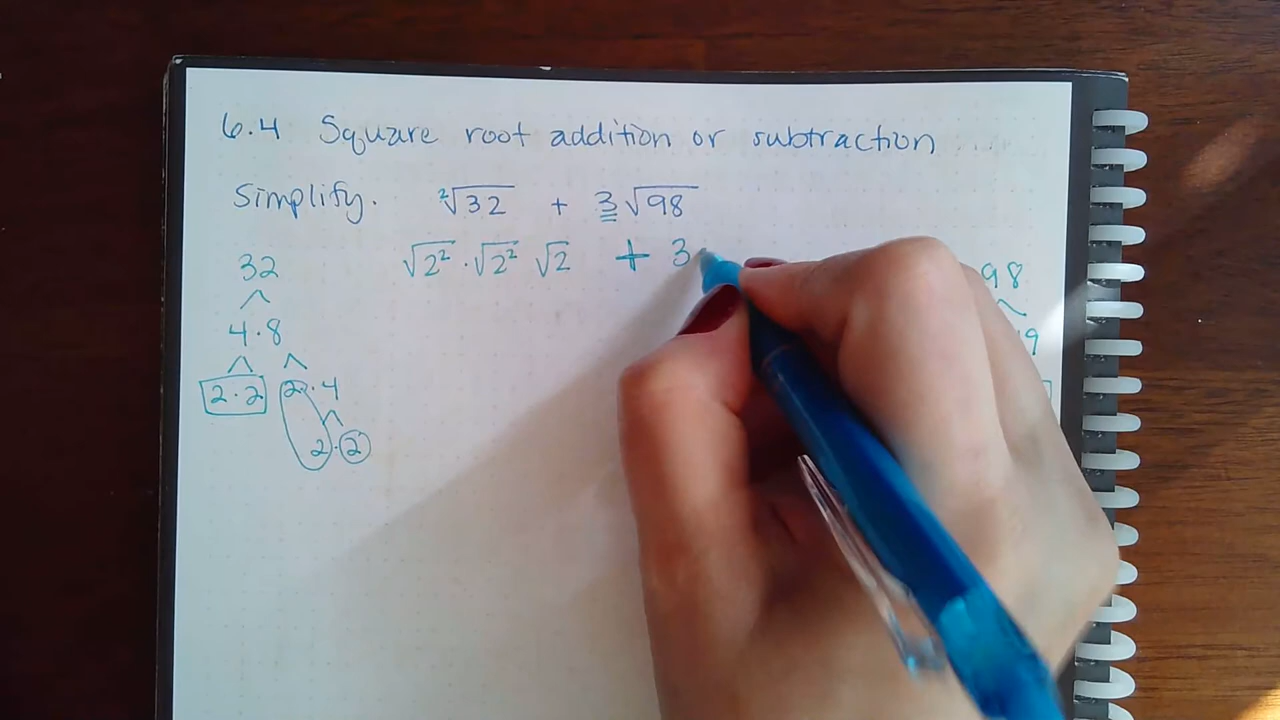 6.4 Square root addition or subtraction
Simplify. ²√32 + 3√98
√2² · √2² √2 + 3
32
4 · 8
2 · 2 2 · 4
2 · 2
98
9